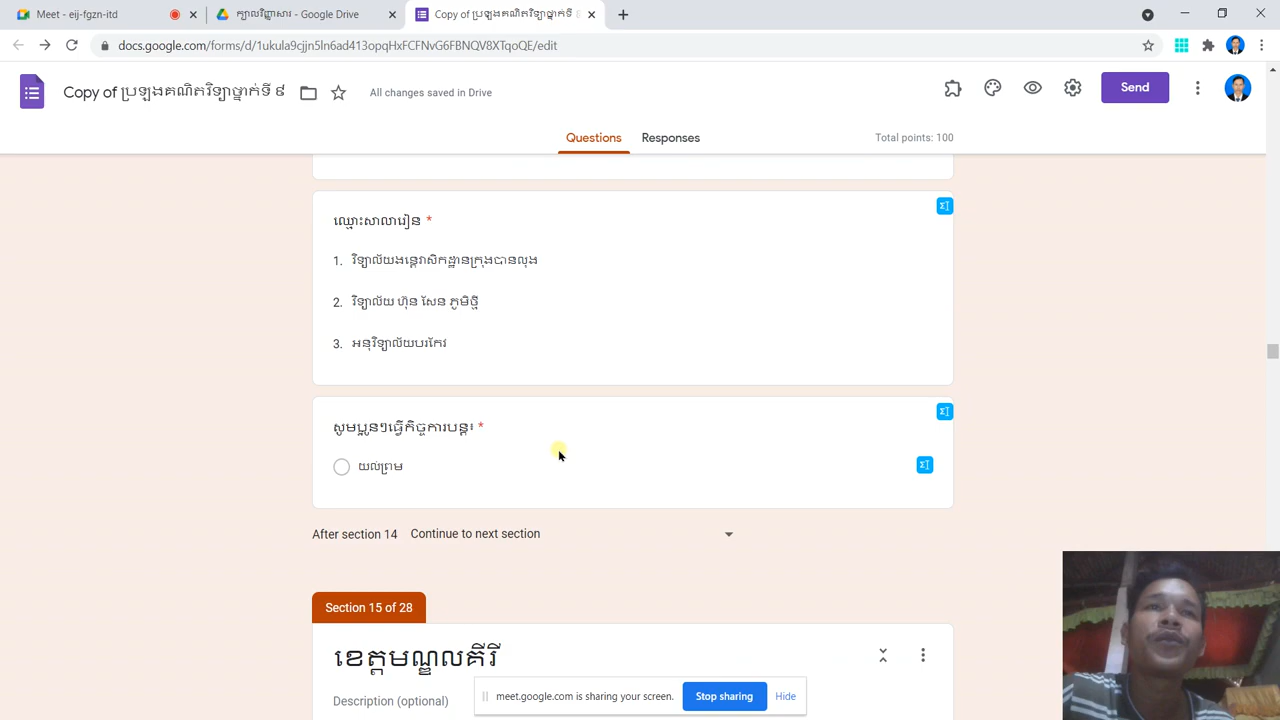 Meet - eij-fgzn-itd
ក្បាលវិញ្ញាសារ - Google Drive
Copy of ប្រឡងគណិតវិទ្យាថ្នាក់ទី ៩
docs.google.com/forms/d/1ukula9cjjn5ln6ad413opqHxFCFNvG6FBNQV8XTqoQE/edit
Copy of ប្រឡងគណិតវិទ្យាថ្នាក់ទី ៩
All changes saved in Drive
Send
Questions
Responses
Total points: 100
ឈ្មោះសាលារៀន *
1. វិទ្យាល័យងន្តេវាសិកដ្ឋានក្រុងបានលុង
2. វិទ្យាល័យ ហ៊ុន សែន ភូមិថ្មី
3. អនុវិទ្យាល័យបរកែវ
សូមប្អូនៗធ្វើកិច្ចការបន្ត៖ *
យល់ព្រម
After section 14 Continue to next section
Section 15 of 28
ខេត្តមណ្ឌលគីរី
Description (optional)
meet.google.com is sharing your screen.
Stop sharing
Hide